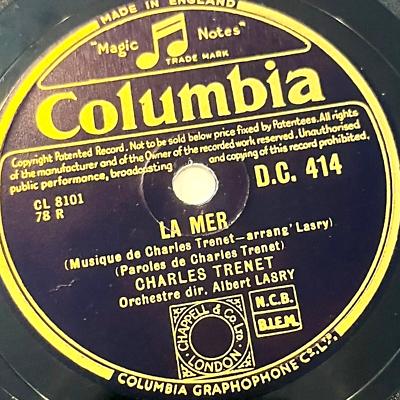 MADE IN ENGLAND
"Magic Notes"
TRADE MARK
Columbia
Copyright Patented Record. Not to be sold below price fixed by Patentees. All rights
of the manufacturer and of the Owner of the recorded work reserved. Unauthorised
public performance, broadcasting and copying of this record prohibited.
CL 8101
78 R
D.C. 414
LA MER
(Musique de Charles Trenet—arrangt Lasry)
(Paroles de Charles Trenet)
CHARLES TRENET
Orchestre dir. Albert LASRY
CHAPPELL & Co. Ltd.
LONDON
N.C.B.
B.I.E.M.
COLUMBIA GRAPHOPHONE Co. LTD.